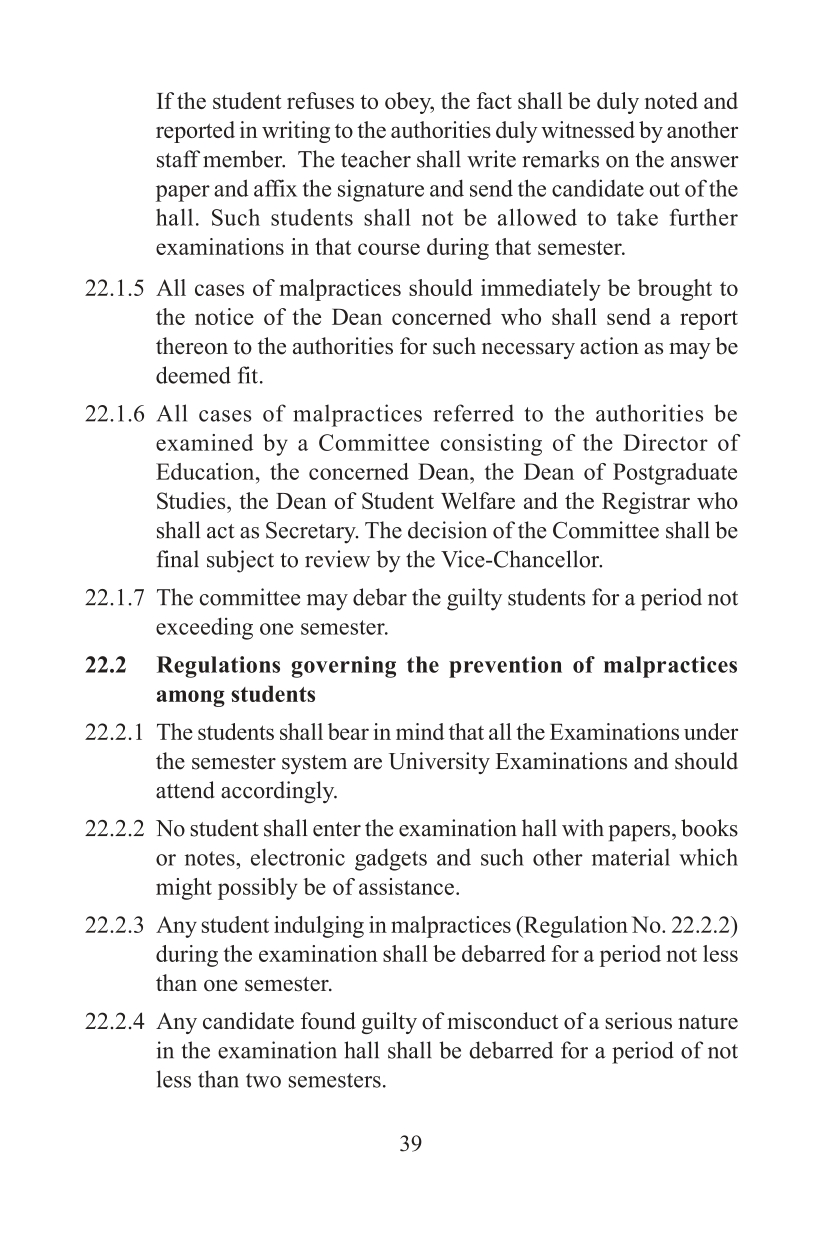 If the student refuses to obey, the fact shall be duly noted and
reported in writing to the authorities duly witnessed by another
staff member.  The teacher shall write remarks on the answer
paper and affix the signature and send the candidate out of the
hall. Such students shall not be allowed to take further
examinations in that course during that semester.
22.1.5 All cases of malpractices should immediately be brought to
the notice of the Dean concerned who shall send a report
thereon to the authorities for such necessary action as may be
deemed fit.
22.1.6 All cases of malpractices referred to the authorities be
examined by a Committee consisting of the Director of
Education, the concerned Dean, the Dean of Postgraduate
Studies, the Dean of Student Welfare and the Registrar who
shall act as Secretary. The decision of the Committee shall be
final subject to review by the Vice-Chancellor.
22.1.7 The committee may debar the guilty students for a period not
exceeding one semester.
22.2 Regulations governing the prevention of malpractices
among students
22.2.1 The students shall bear in mind that all the Examinations under
the semester system are University Examinations and should
attend accordingly.
22.2.2 No student shall enter the examination hall with papers, books
or notes, electronic gadgets and such other material which
might possibly be of assistance.
22.2.3 Any student indulging in malpractices (Regulation No. 22.2.2)
during the examination shall be debarred for a period not less
than one semester.
22.2.4 Any candidate found guilty of misconduct of a serious nature
in the examination hall shall be debarred for a period of not
less than two semesters.
39